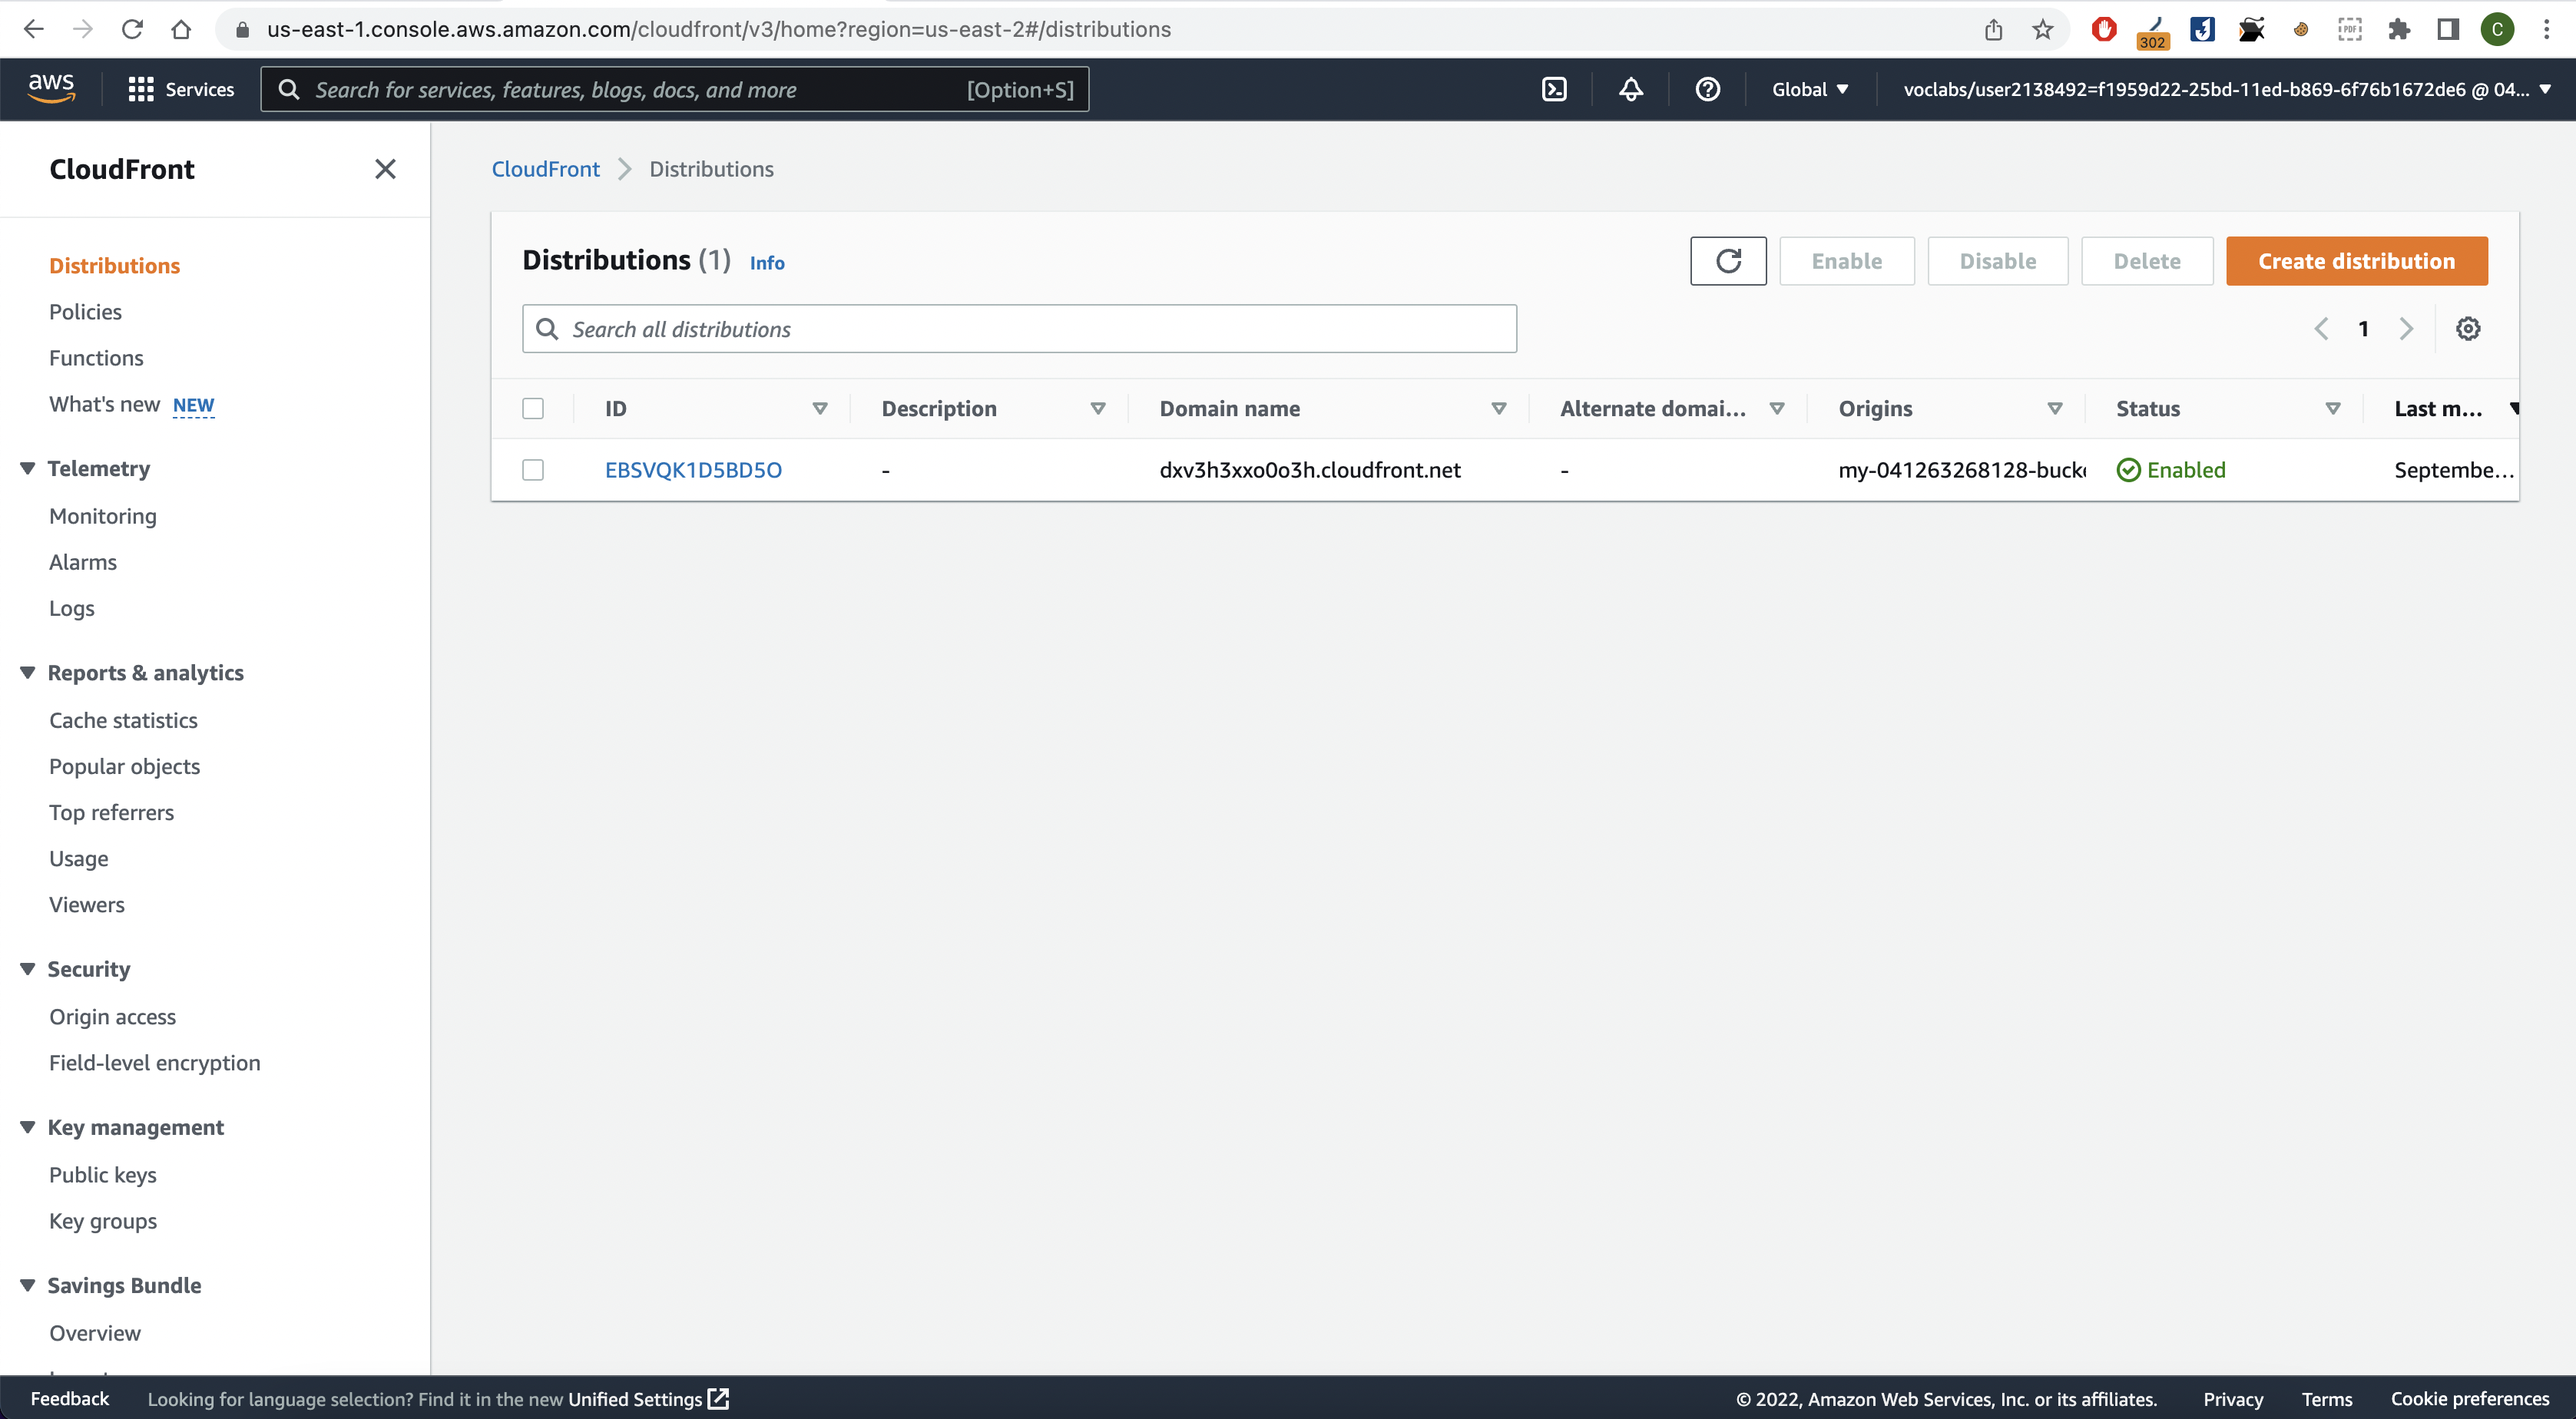 us-east-1.console.aws.amazon.com/cloudfront/v3/home?region=us-east-2#/distributions
302
PDF
C
aws
Services
Search for services, features, blogs, docs, and more
[Option+S]
Global
voclabs/user2138492=f1959d22-25bd-11ed-b869-6f76b1672de6 @ 04...
CloudFront
Distributions
Policies
Functions
What's new NEW
Telemetry
Monitoring
Alarms
Logs
Reports & analytics
Cache statistics
Popular objects
Top referrers
Usage
Viewers
Security
Origin access
Field-level encryption
Key management
Public keys
Key groups
Savings Bundle
Overview
CloudFront > Distributions
Distributions (1) Info
Enable
Disable
Delete
Create distribution
Search all distributions
1
ID Description Domain name Alternate domai... Origins Status Last m...
EBSVQK1D5BD5O - dxv3h3xxo0o3h.cloudfront.net - my-041263268128-bucke Enabled Septembe...
Feedback
Looking for language selection? Find it in the new Unified Settings
© 2022, Amazon Web Services, Inc. or its affiliates.
Privacy
Terms
Cookie preferences